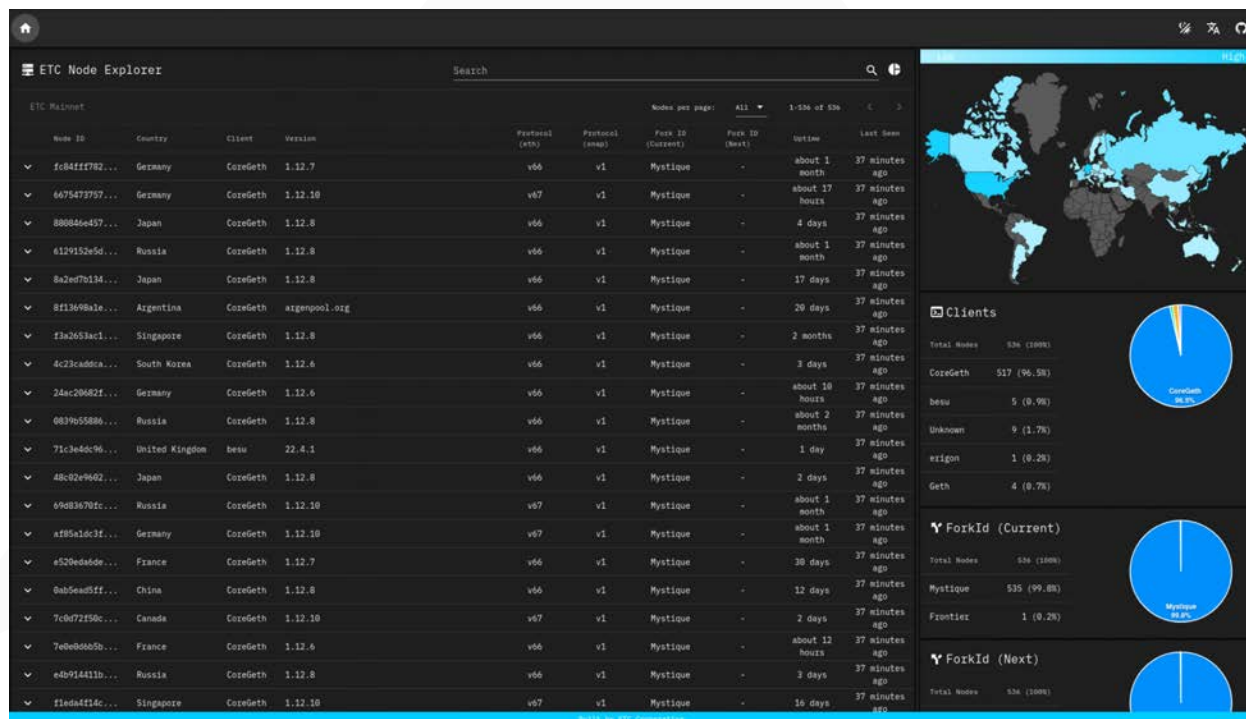 High
ETC Node Explorer
Search
ETC Mainnet
Nodes per page: All 1-536 of 536
Node ID Country Client Version Protocol (eth) Protocol (snap) Fork ID (Current) Fork ID (Next) Uptime Last Seen
fc84fff782... Germany CoreGeth 1.12.7 v66 v1 Mystique - about 1 month 37 minutes ago
6675473757... Germany CoreGeth 1.12.10 v67 v1 Mystique - about 17 hours 37 minutes ago
880846e457... Japan CoreGeth 1.12.8 v66 v1 Mystique - 4 days 37 minutes ago
6129152e5d... Russia CoreGeth 1.12.8 v66 v1 Mystique - about 1 month 37 minutes ago
8a2ed7b134... Japan CoreGeth 1.12.8 v66 v1 Mystique - 17 days 37 minutes ago
8f13698a1e... Argentina CoreGeth argenpool.org v66 v1 Mystique - 20 days 37 minutes ago
f3a2653ac1... Singapore CoreGeth 1.12.8 v66 v1 Mystique - 2 months 37 minutes ago
4c23caddca... South Korea CoreGeth 1.12.6 v66 v1 Mystique - 3 days 37 minutes ago
24ac20682f... Germany CoreGeth 1.12.6 v66 v1 Mystique - about 10 hours 37 minutes ago
0839b55886... Russia CoreGeth 1.12.8 v66 v1 Mystique - about 2 months 37 minutes ago
71c3e4dc96... United Kingdom besu 22.4.1 v66 v1 Mystique - 1 day 37 minutes ago
48c02e9602... Japan CoreGeth 1.12.8 v66 v1 Mystique - 2 days 37 minutes ago
69d83670fc... Russia CoreGeth 1.12.10 v67 v1 Mystique - about 1 month 37 minutes ago
af85a1dc3f... Germany CoreGeth 1.12.10 v67 v1 Mystique - about 1 month 37 minutes ago
e520eda6de... France CoreGeth 1.12.7 v66 v1 Mystique - 30 days 37 minutes ago
0ab5ead5ff... China CoreGeth 1.12.8 v66 v1 Mystique - 12 days 37 minutes ago
7c0d72f50c... Canada CoreGeth 1.12.10 v67 v1 Mystique - 2 days 37 minutes ago
7e0e0d6b5b... France CoreGeth 1.12.6 v66 v1 Mystique - about 12 hours 37 minutes ago
e4b914411b... Russia CoreGeth 1.12.8 v66 v1 Mystique - 3 days 37 minutes ago
f1eda4f14c... Singapore CoreGeth 1.12.10 v67 v1 Mystique - 16 days 37 minutes ago
Clients
Total Nodes 536 (100%)
CoreGeth 517 (96.5%)
besu 5 (0.9%)
Unknown 9 (1.7%)
erigon 1 (0.2%)
Geth 4 (0.7%)
CoreGeth
96.5%
ForkId (Current)
Total Nodes 536 (100%)
Mystique 535 (99.8%)
Frontier 1 (0.2%)
Mystique
99.8%
ForkId (Next)
Total Nodes 536 (100%)
Built by ETC Cooperative